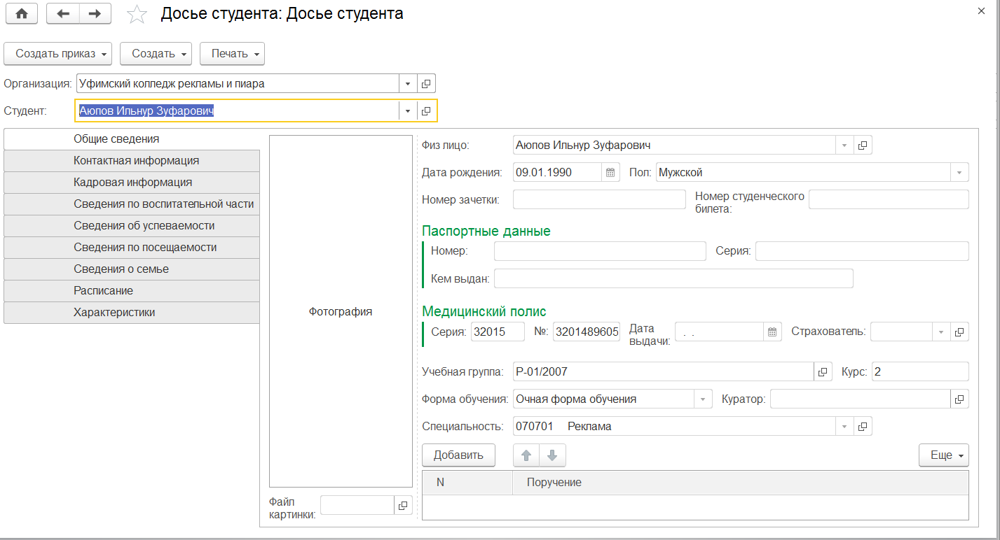 Досье студента: Досье студента
Создать приказ Создать Печать
Организация: Уфимский колледж рекламы и пиара
Студент: Аюпов Ильнур Зуфарович
Общие сведения
Контактная информация
Кадровая информация
Сведения по воспитательной части
Сведения об успеваемости
Сведения по посещаемости
Сведения о семье
Расписание
Характеристики
Фотография
Файл
картинки:
Физ лицо: Аюпов Ильнур Зуфарович
Дата рождения: 09.01.1990 Пол: Мужской
Номер зачетки: Номер студенческого
билета:
Паспортные данные
Номер: Серия:
Кем выдан:
Медицинский полис
Серия: 32015 №: 3201489605 Дата
выдачи: . . Страхователь:
Учебная группа: Р-01/2007 Курс: 2
Форма обучения: Очная форма обучения Куратор:
Специальность: 070701 Реклама
Добавить Еще
N Поручение